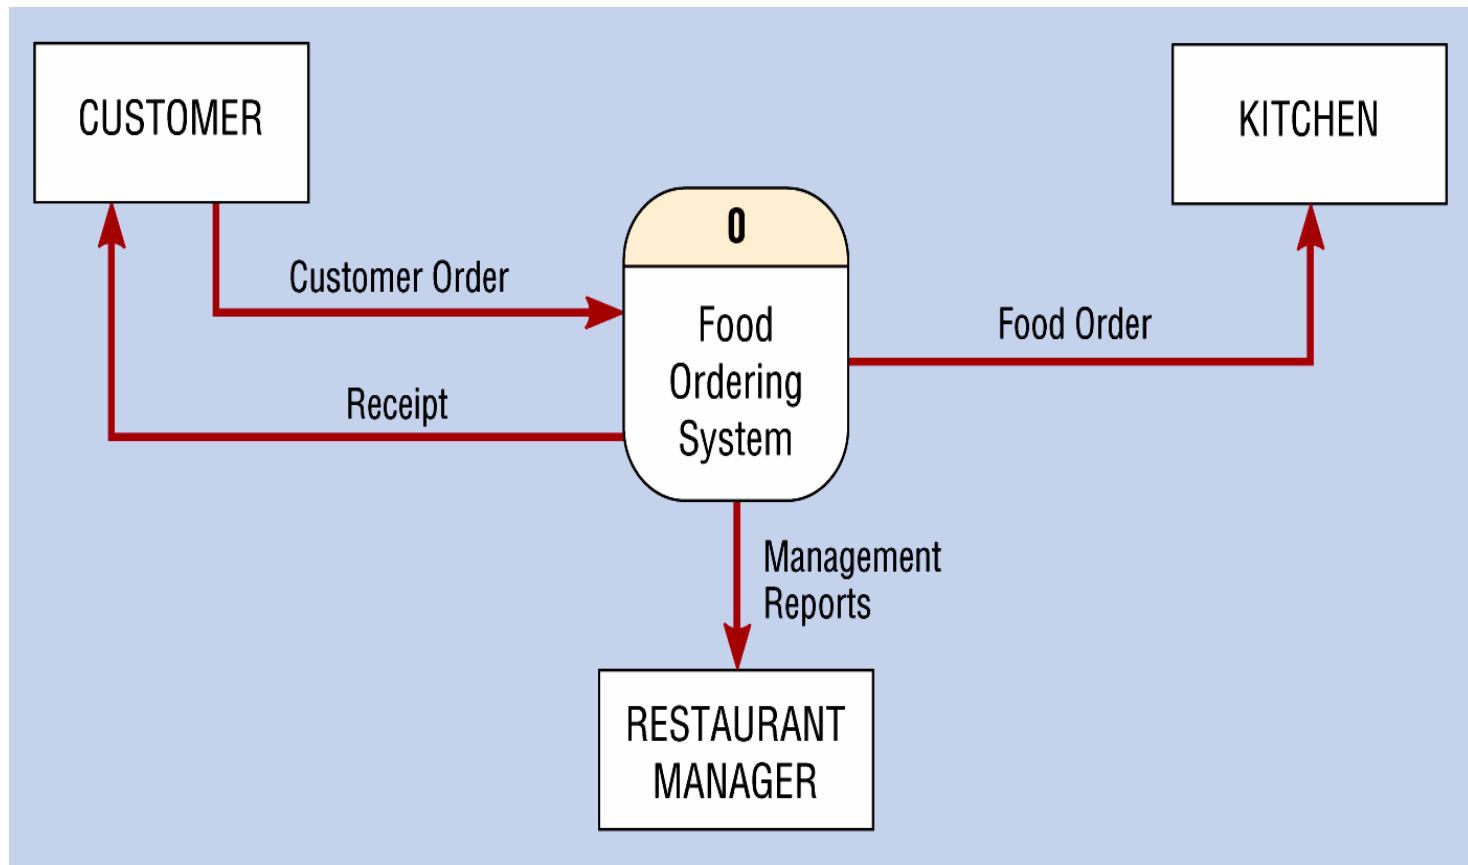 CUSTOMER
KITCHEN
0
Customer Order
Food
Ordering
System
Food Order
Receipt
Management
Reports
RESTAURANT
MANAGER